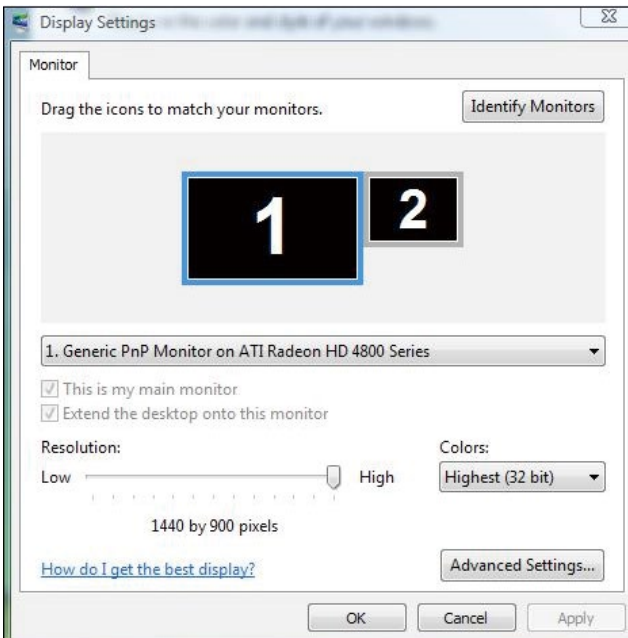 Display Settings
Monitor
Drag the icons to match your monitors.
Identify Monitors
1
2
1. Generic PnP Monitor on ATI Radeon HD 4800 Series
This is my main monitor
Extend the desktop onto this monitor
Resolution:
Colors:
Low
High
Highest (32 bit)
1440 by 900 pixels
How do I get the best display?
Advanced Settings...
OK
Cancel
Apply